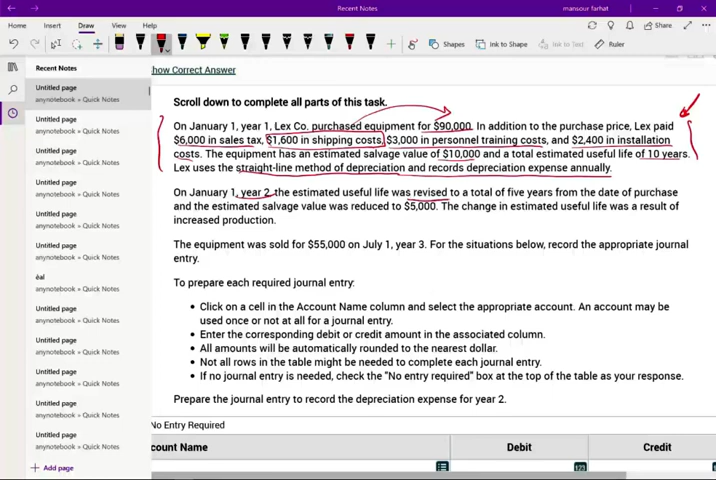 Recent Notes
mansour farhat
Home
Insert
Draw
View
Help
Share
Shapes
Ink to Shape
Ink to Text
Ruler
Recent Notes
Untitled page
anynotebook » Quick Notes
Untitled page
anynotebook » Quick Notes
Untitled page
anynotebook » Quick Notes
Untitled page
anynotebook » Quick Notes
Untitled page
anynotebook » Quick Notes
Untitled page
anynotebook » Quick Notes
éal
anynotebook » Quick Notes
Untitled page
anynotebook » Quick Notes
Untitled page
anynotebook » Quick Notes
Untitled page
anynotebook » Quick Notes
Untitled page
anynotebook » Quick Notes
Untitled page
anynotebook » Quick Notes
Add page
how Correct Answer
Scroll down to complete all parts of this task.
On January 1, year 1, Lex Co. purchased equipment for $90,000. In addition to the purchase price, Lex paid
$6,000 in sales tax, $1,600 in shipping costs, $3,000 in personnel training costs, and $2,400 in installation
costs. The equipment has an estimated salvage value of $10,000 and a total estimated useful life of 10 years.
Lex uses the straight-line method of depreciation and records depreciation expense annually.
On January 1, year 2, the estimated useful life was revised to a total of five years from the date of purchase
and the estimated salvage value was reduced to $5,000. The change in estimated useful life was a result of
increased production.
The equipment was sold for $55,000 on July 1, year 3. For the situations below, record the appropriate journal
entry.
To prepare each required journal entry:
• Click on a cell in the Account Name column and select the appropriate account. An account may be
used once or not at all for a journal entry.
• Enter the corresponding debit or credit amount in the associated column.
• All amounts will be automatically rounded to the nearest dollar.
• Not all rows in the table might be needed to complete each journal entry.
• If no journal entry is needed, check the "No entry required" box at the top of the table as your response.
Prepare the journal entry to record the depreciation expense for year 2.
No Entry Required
count Name
Debit
Credit
123
123